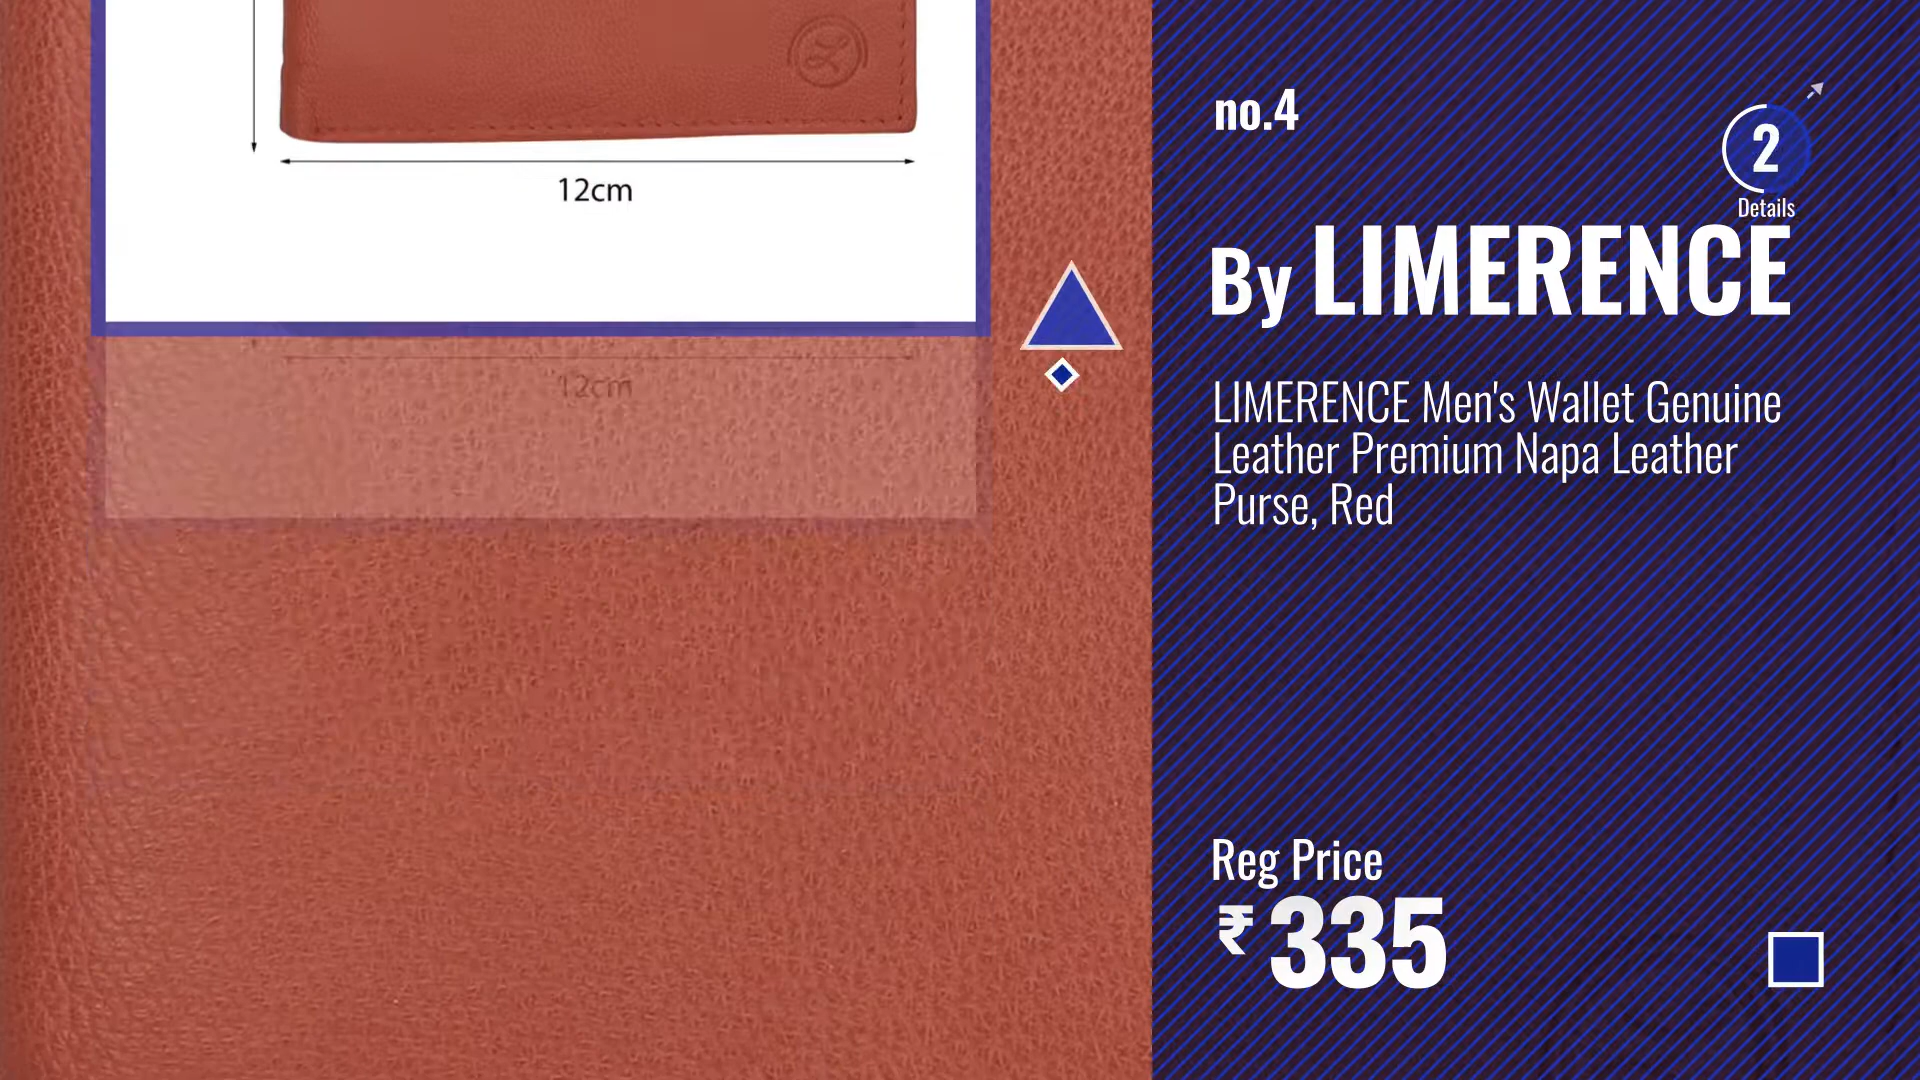 12cm
12cm
no.4
2
Details
By LIMERENCE
LIMERENCE Men's Wallet Genuine
Leather Premium Napa Leather
Purse, Red
Reg Price
₹335